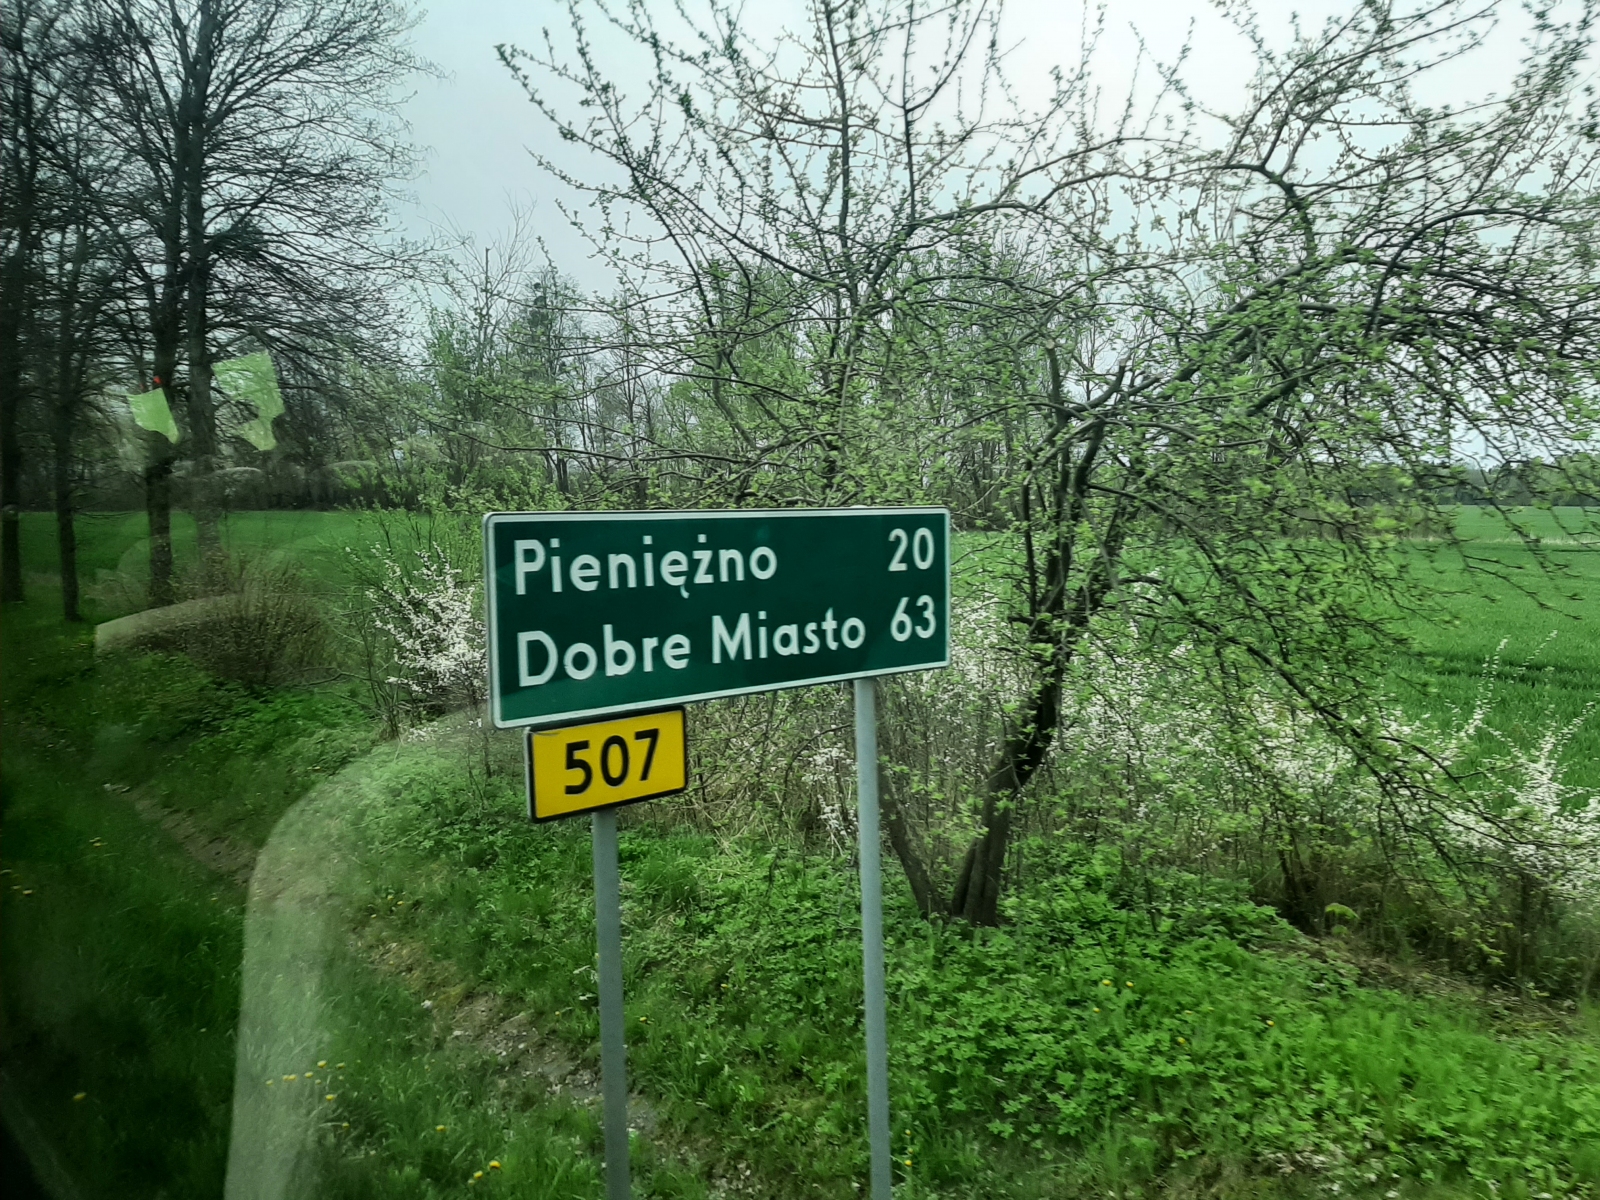 Pieniężno 20
Dobre Miasto 63
507